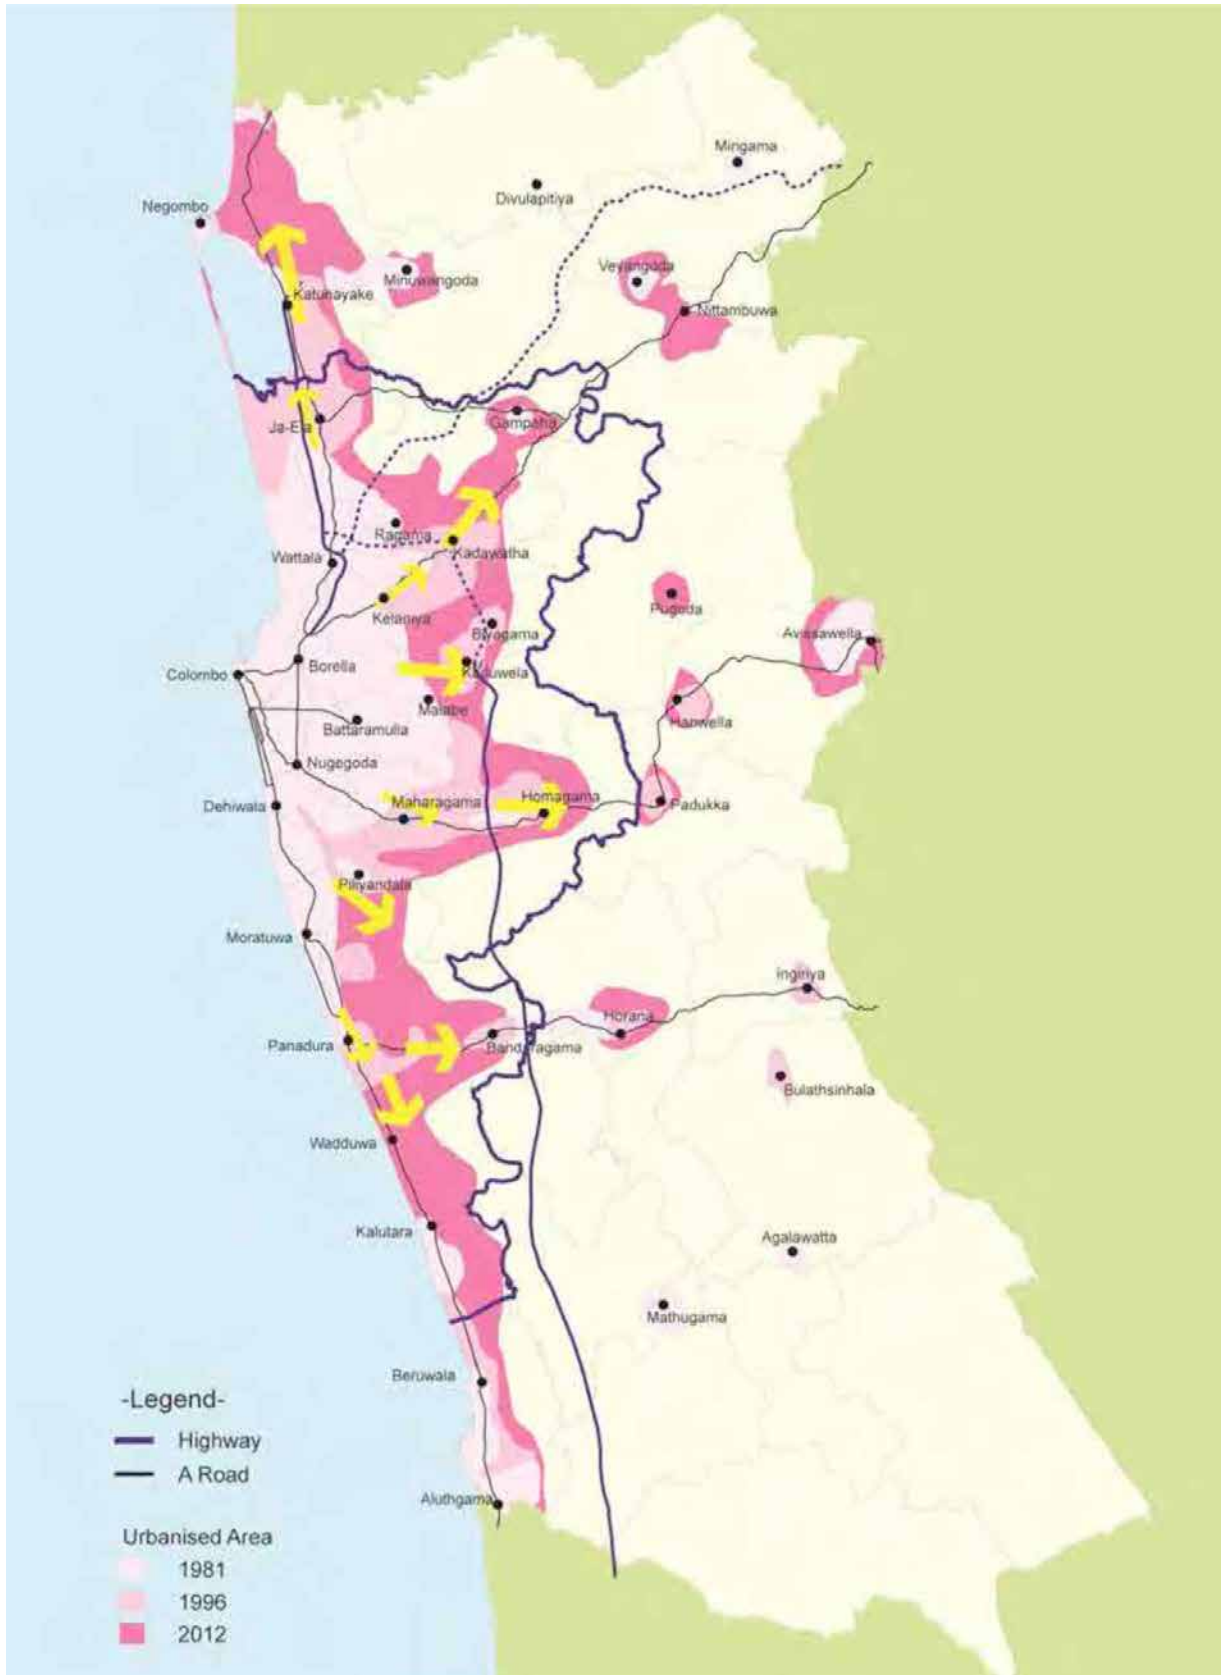 Mirigama
Divulapitiya
Negombo
Minuwangoda
Veyangoda
Katunayake
Nittambuwa
Ja-Ela
Gampaha
Ragama
Kadawatha
Wattala
Kelaniya
Pugoda
Biyagama
Avissawella
Borella
Kaduwela
Colombo
Malabe
Hanwella
Battaramulla
Nugegoda
Homagama
Maharagama
Dehiwala
Padukka
Piliyandala
Moratuwa
Ingiriya
Horana
Panadura
Bandaragama
Bulathsinhala
Wadduwa
Kalutara
Agalawatta
Mathugama
Beruwala
-Legend-
Highway
A Road
Aluthgama
Urbanised Area
1981
1996
2012